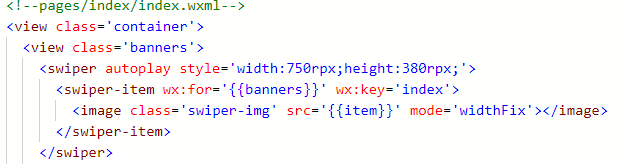 <!--pages/index/index.wxml-->
<view class='container'>
<view class='banners'>
<swiper autoplay style='width:750rpx;height:380rpx;'>
<swiper-item wx:for='{{banners}}' wx:key='index'>
<image class='swiper-img' src='{{item}}' mode='widthFix'></image>
</swiper-item>
</swiper>